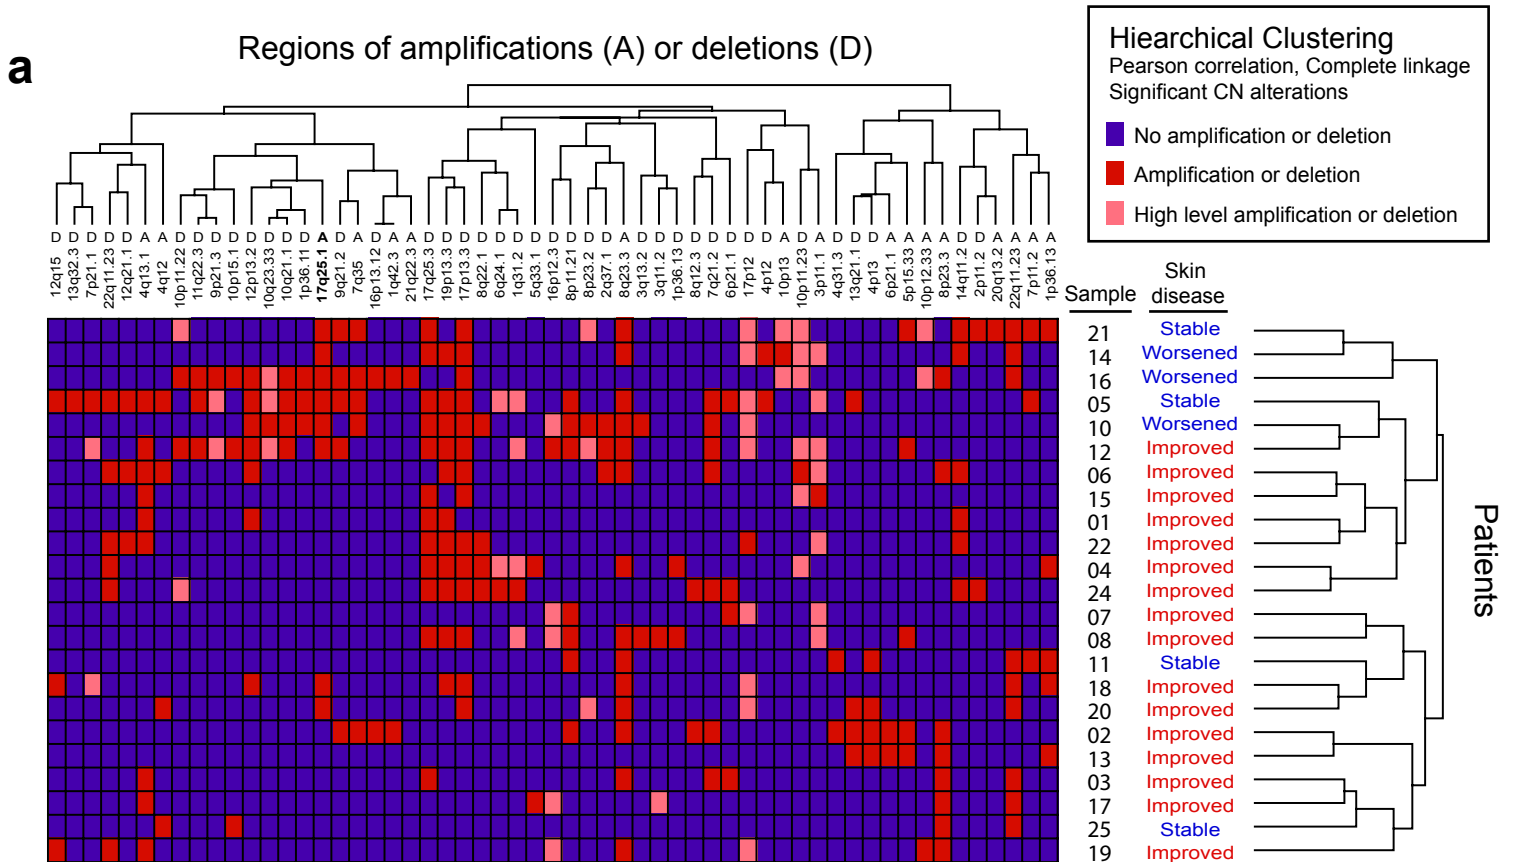 a
Regions of amplifications (A) or deletions (D)
Hiearchical Clustering
Pearson correlation, Complete linkage
Significant CN alterations
No amplification or deletion
Amplification or deletion
High level amplification or deletion
D D D D D A A D D D D D D D D A D A D A A D D D D D D D D D D D A D D D D D D D D A D A A D D A A A A D D A A A A
12q15
13q32.3
7p21.1
22q11.23
12q21.1
4q13.1
4q12
10p11.22
11q22.3
9p21.3
10p15.1
12p13.2
10q23.33
10q21.1
1p36.11
17q25.1
9q21.2
7q35
16p13.12
1q42.3
21q22.3
17q25.3
19p13.3
17p13.3
8q22.1
6q24.1
1q31.2
5q33.1
16p12.3
8p11.21
8p23.2
2q37.1
8q23.3
3q13.2
3q11.2
1p36.13
8q12.3
7q21.2
6p21.1
17p12
4p12
10p13
10p11.23
3p11.1
4q31.3
13q21.1
4p13
6p21.1
5p15.33
10p12.33
8p23.3
14q11.2
2p11.2
20q13.2
22q11.23
7p11.2
1p36.13
Sample
Skin
disease
21 Stable
14 Worsened
16 Worsened
05 Stable
10 Worsened
12 Improved
06 Improved
15 Improved
01 Improved
22 Improved
04 Improved
24 Improved
07 Improved
08 Improved
11 Stable
18 Improved
20 Improved
02 Improved
13 Improved
03 Improved
17 Improved
25 Stable
19 Improved
Patients